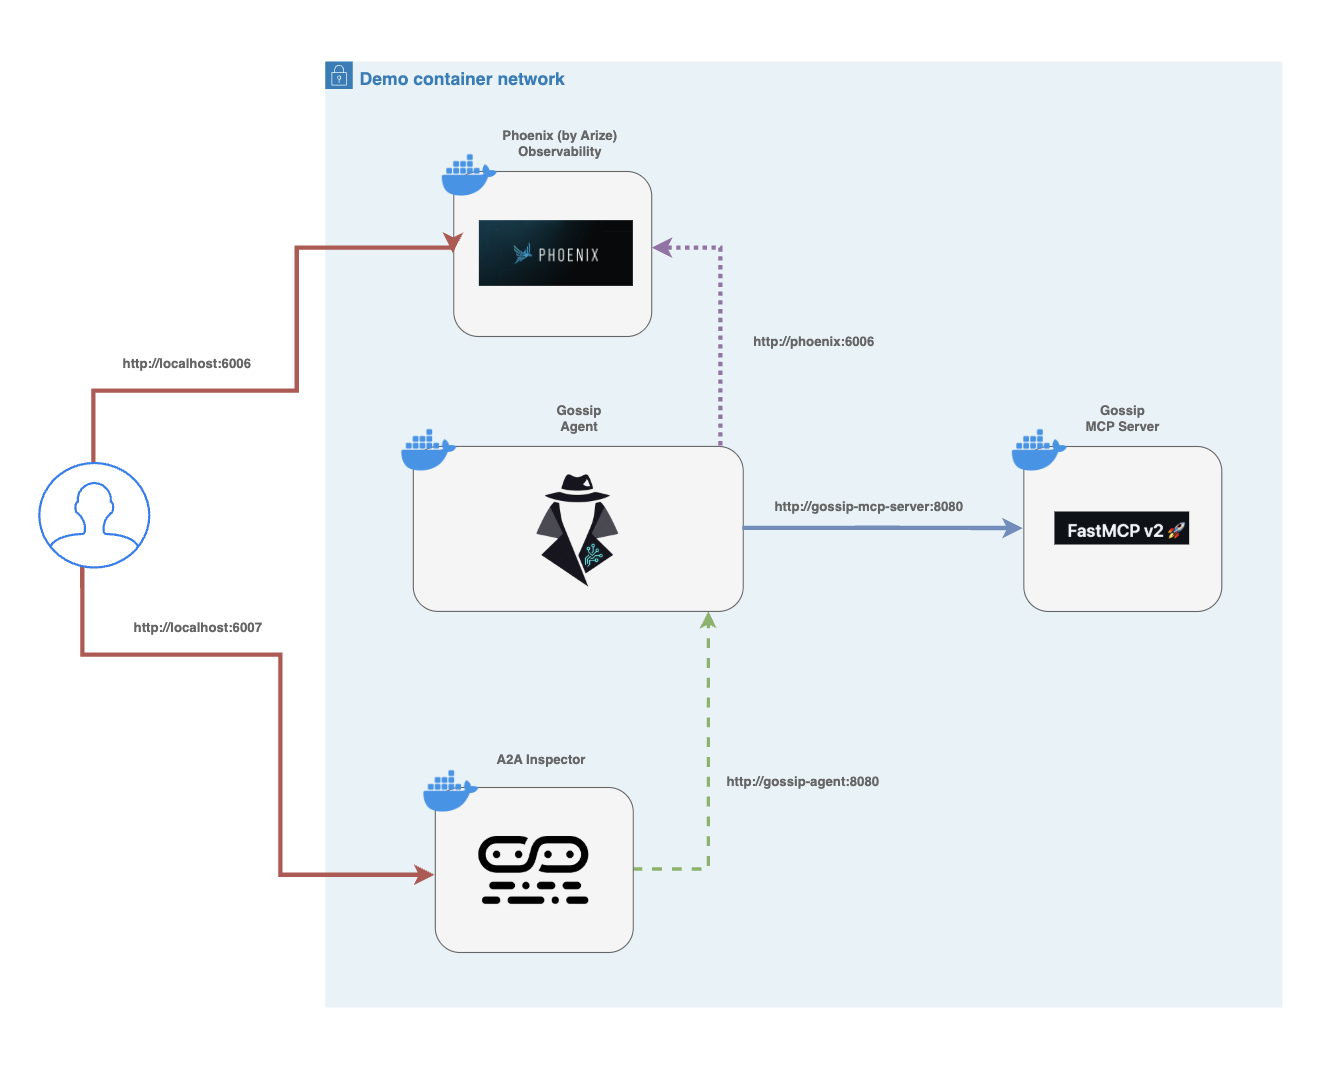 Demo container network
Phoenix (by Arize)
Observability
PHOENIX
http://localhost:6006
http://phoenix:6006
Gossip
Agent
Gossip
MCP Server
http://gossip-mcp-server:8080
FastMCP v2 🚀
http://localhost:6007
A2A Inspector
http://gossip-agent:8080